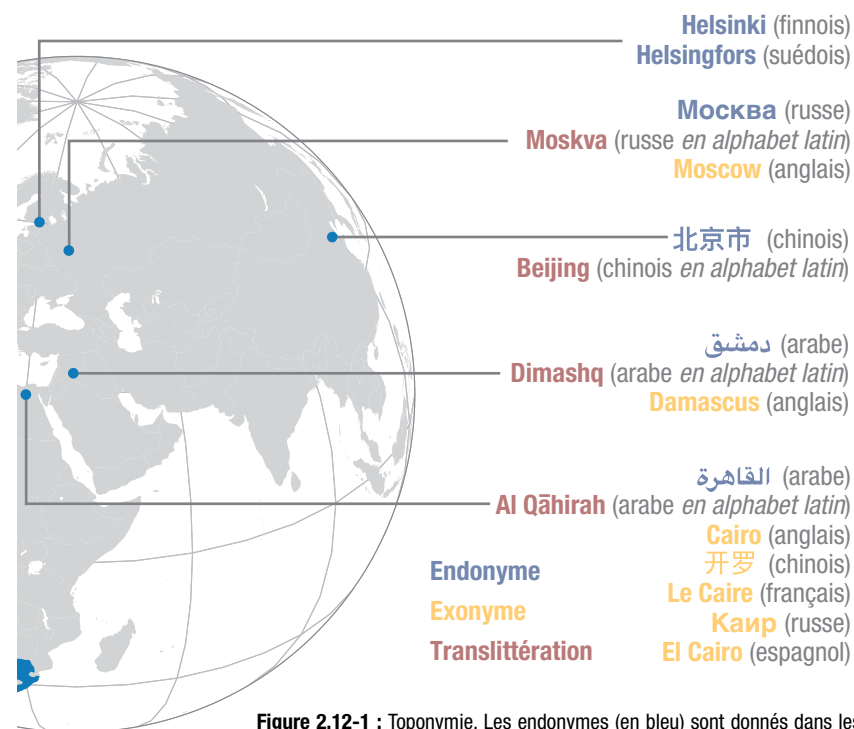 Helsinki (finnois)
Helsingfors (suédois)
Москва (russe)
Moskva (russe en alphabet latin)
Moscow (anglais)
北京市 (chinois)
Beijing (chinois en alphabet latin)
دمشق (arabe)
Dimashq (arabe en alphabet latin)
Damascus (anglais)
القاهرة (arabe)
Al Qāhirah (arabe en alphabet latin)
Cairo (anglais)
开罗 (chinois)
Le Caire (français)
Каир (russe)
El Cairo (espagnol)
Endonyme
Exonyme
Translittération
Figure 2.12-1 : Toponymie. Les endonymes (en bleu) sont donnés dans les